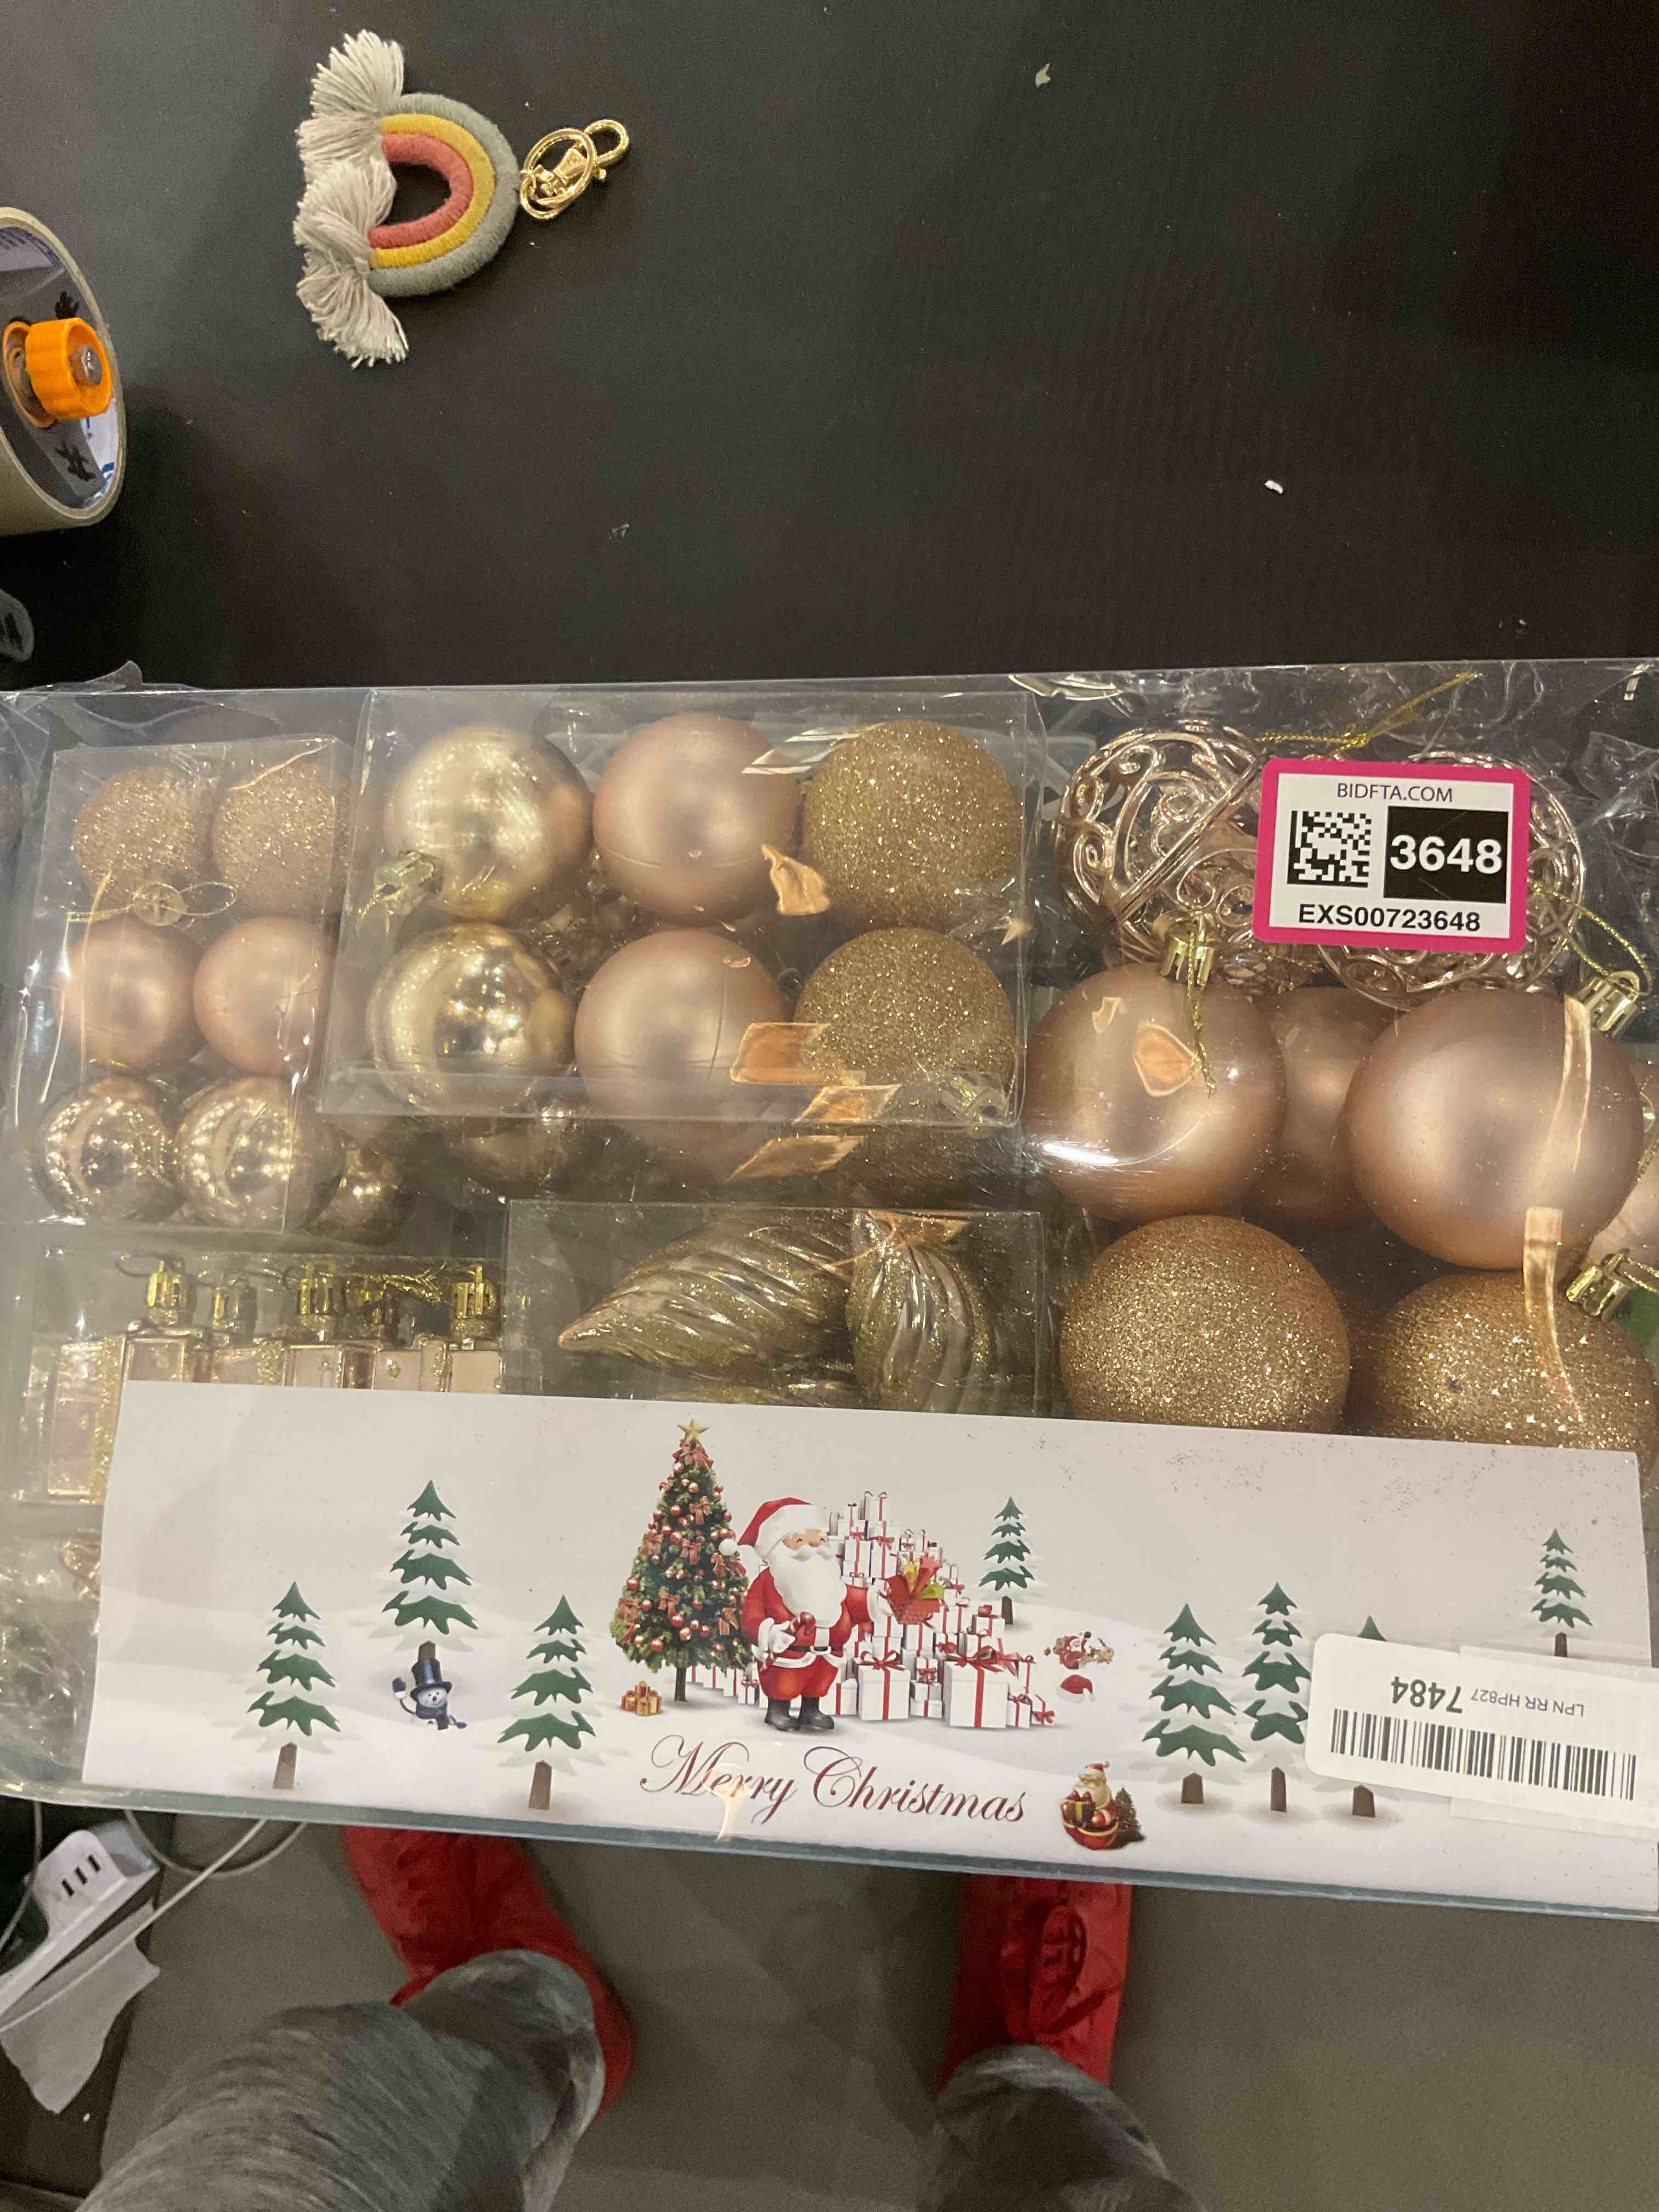 BIDFTA.COM
3648
EXS00723648
Merry Christmas
LPN RR HP827 7484